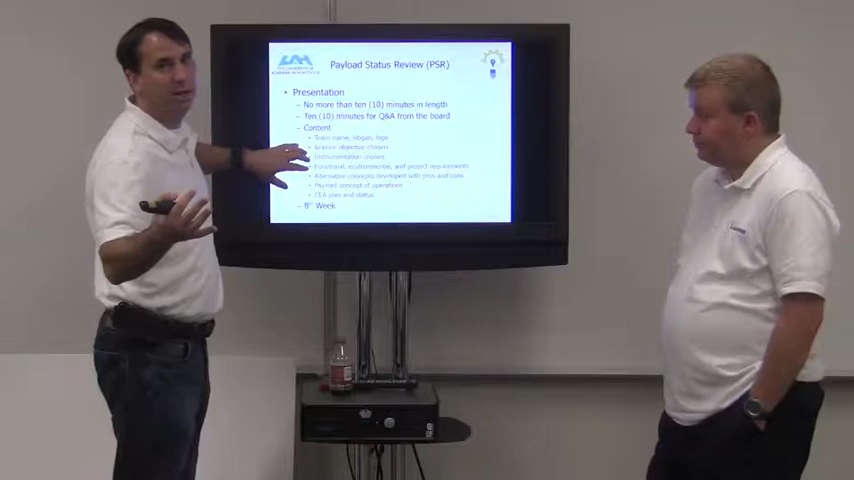 UAH
Payload Status Review (PSR)
• Presentation
– No more than ten (10) minutes in length
– Ten (10) minutes for Q&A from the board
– Content
• Team name, slogan, logo
• Science objective chosen
• Instrumentation chosen
• Functional, environmental, and project requirements
• Alternative concepts developed with pros and cons
• Payload concept of operations
• CEA plan and status
– 8th Week